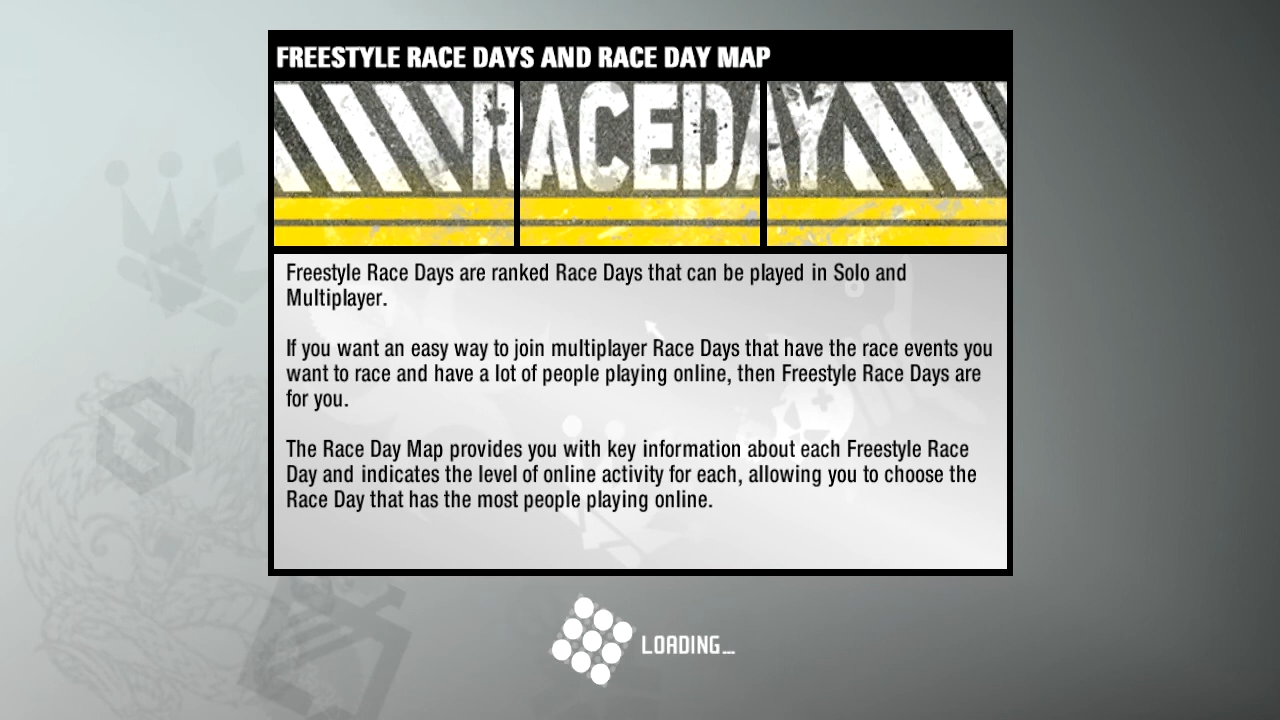 FREESTYLE RACE DAYS AND RACE DAY MAP
RACEDAY
Freestyle Race Days are ranked Race Days that can be played in Solo and
Multiplayer.
If you want an easy way to join multiplayer Race Days that have the race events you
want to race and have a lot of people playing online, then Freestyle Race Days are
for you.
The Race Day Map provides you with key information about each Freestyle Race
Day and indicates the level of online activity for each, allowing you to choose the
Race Day that has the most people playing online.
LOADING...